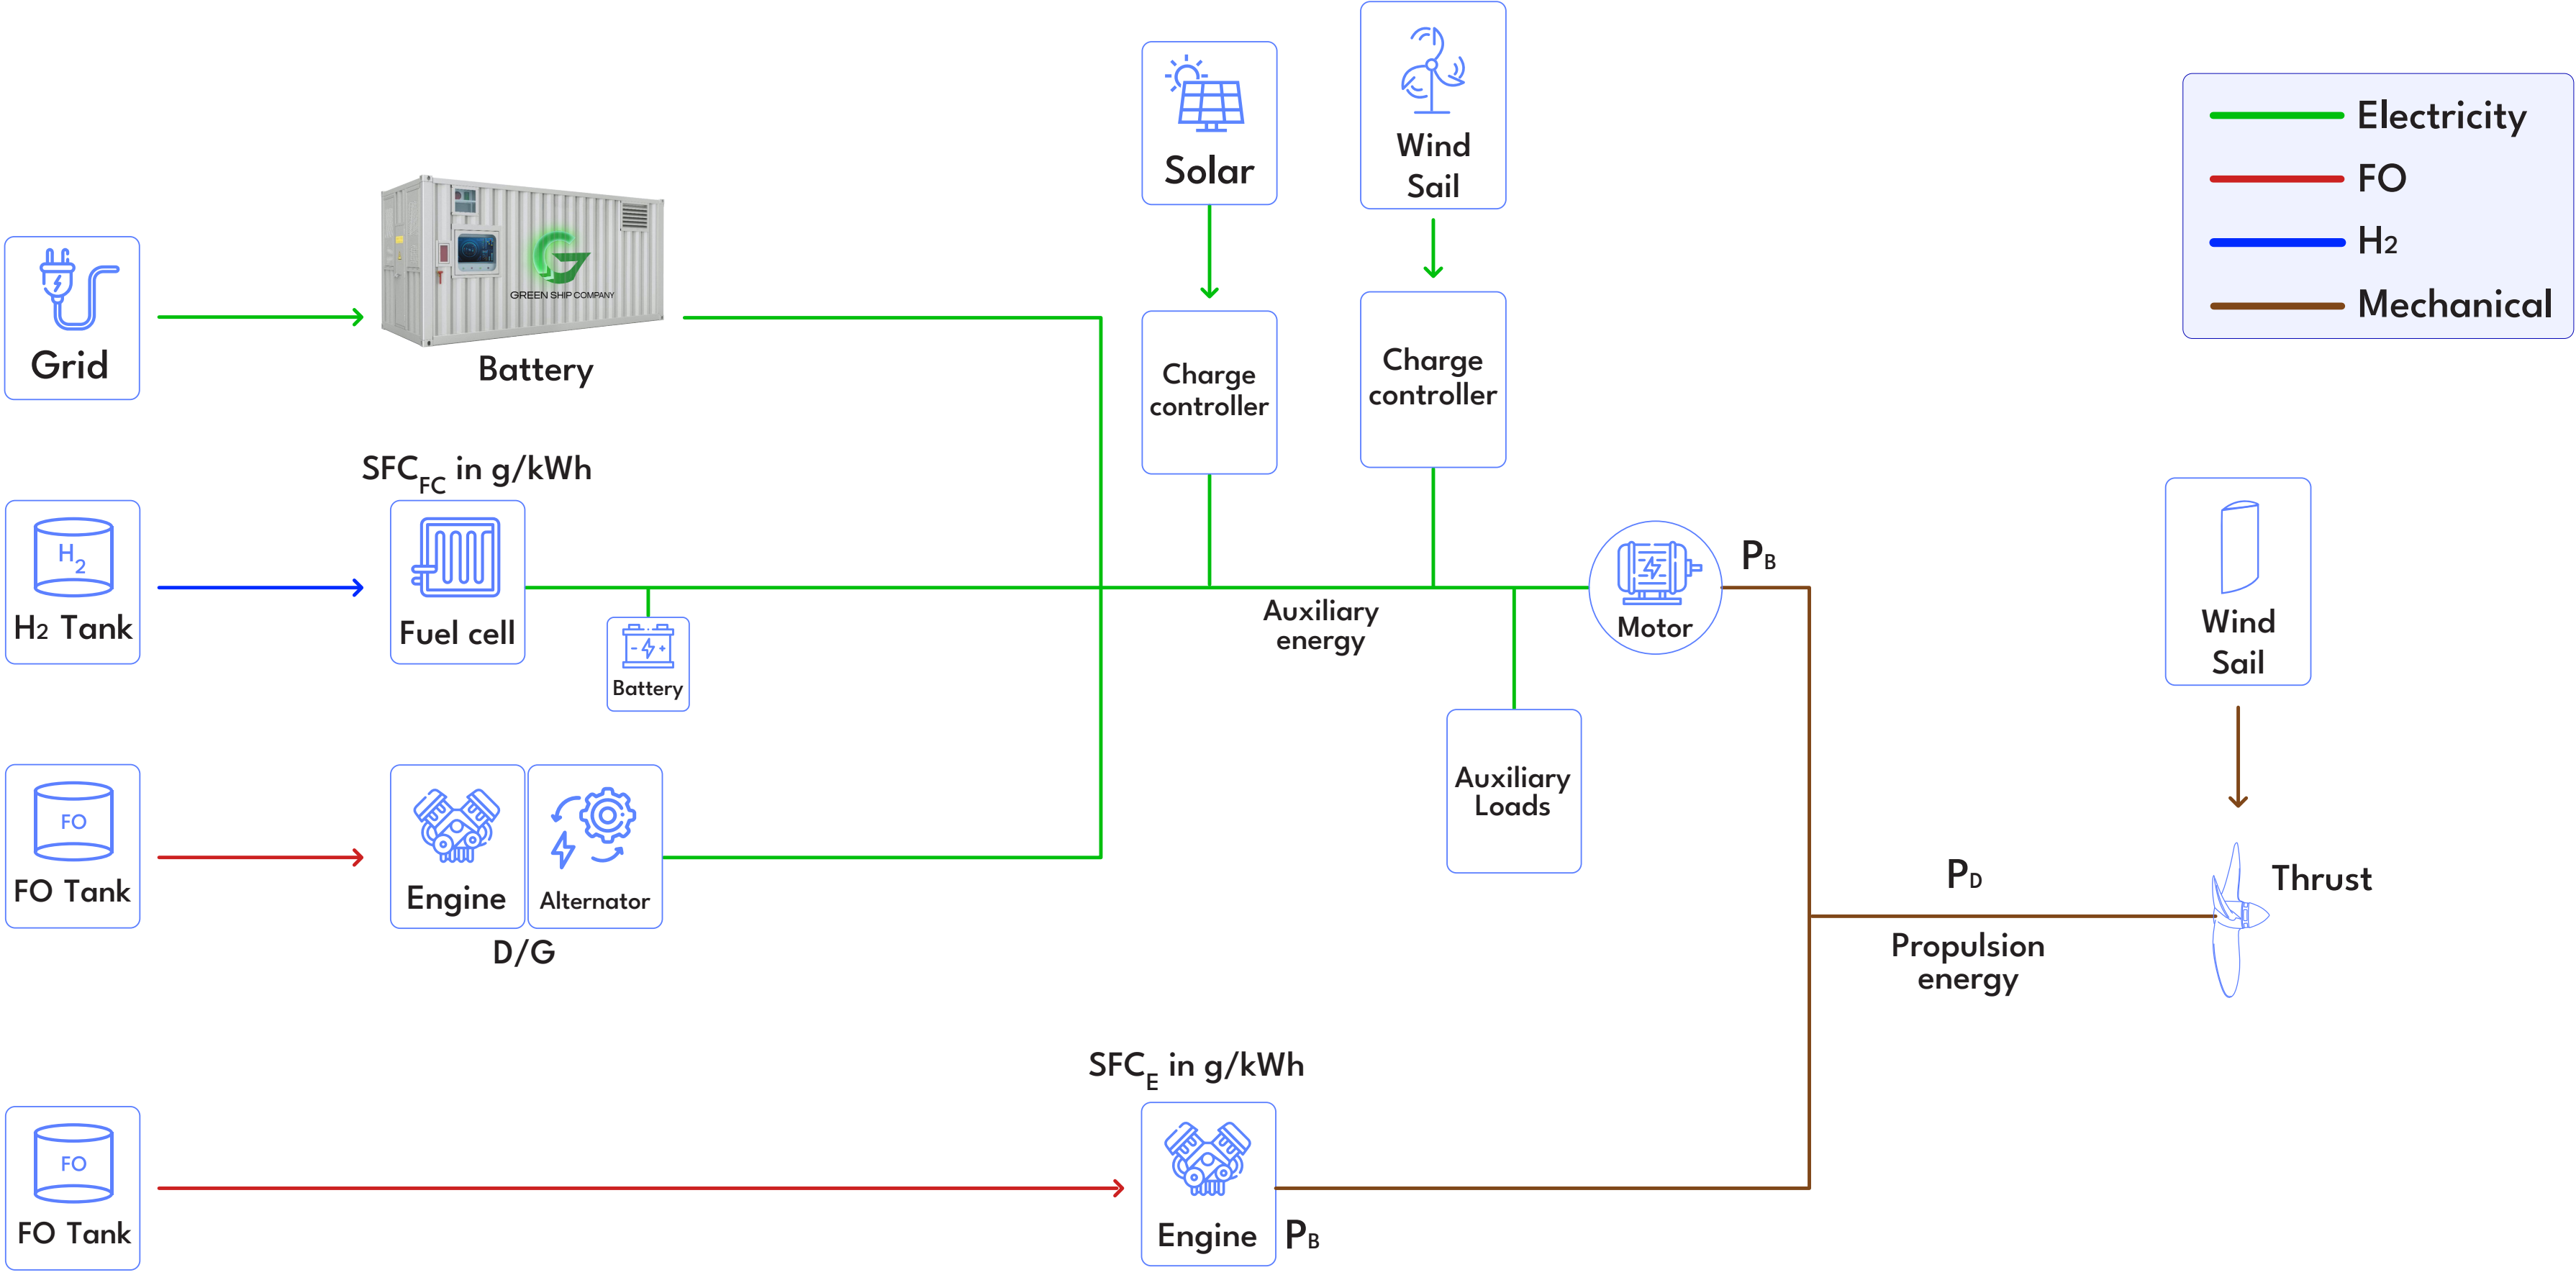 Solar
Wind
Sail
Electricity
FO
H2
Mechanical
Grid
GREEN SHIP COMPANY
Battery
Charge
controller
Charge
controller
SFCFC in g/kWh
H2
H2 Tank
Fuel cell
Battery
Auxiliary
energy
Motor
PB
Wind
Sail
FO
FO Tank
Engine
Alternator
D/G
Auxiliary
Loads
PD
Propulsion
energy
Thrust
SFCE in g/kWh
FO
FO Tank
Engine
PB